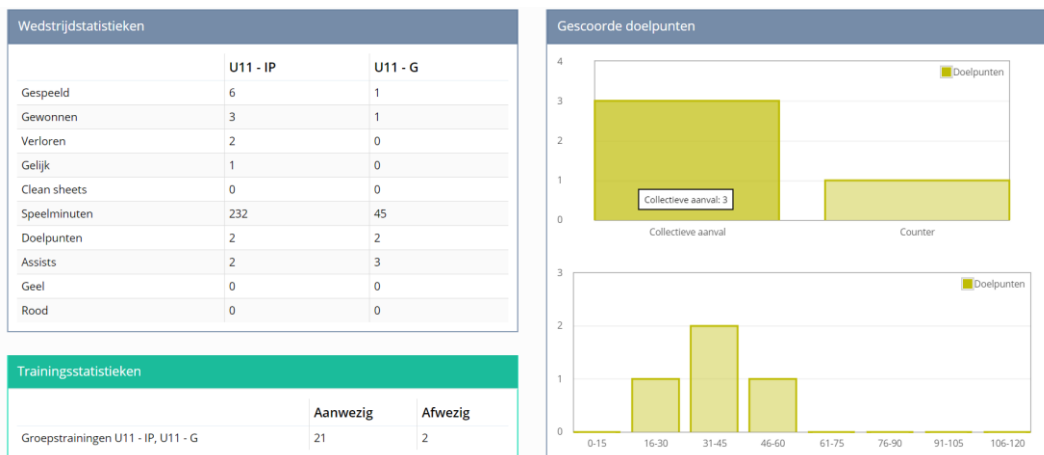 Wedstrijdstatistieken
U11 - IP U11 - G
Gespeeld 6 1
Gewonnen 3 1
Verloren 2 0
Gelijk 1 0
Clean sheets 0 0
Speelminuten 232 45
Doelpunten 2 2
Assists 2 3
Geel 0 0
Rood 0 0
Trainingsstatistieken
Aanwezig Afwezig
Groepstrainingen U11 - IP, U11 - G 21 2
Gescoorde doelpunten
4
Doelpunten
3
2
1
Collectieve aanval: 3
0
Collectieve aanval Counter
3
Doelpunten
2
1
0
0-15 16-30 31-45 46-60 61-75 76-90 91-105 106-120